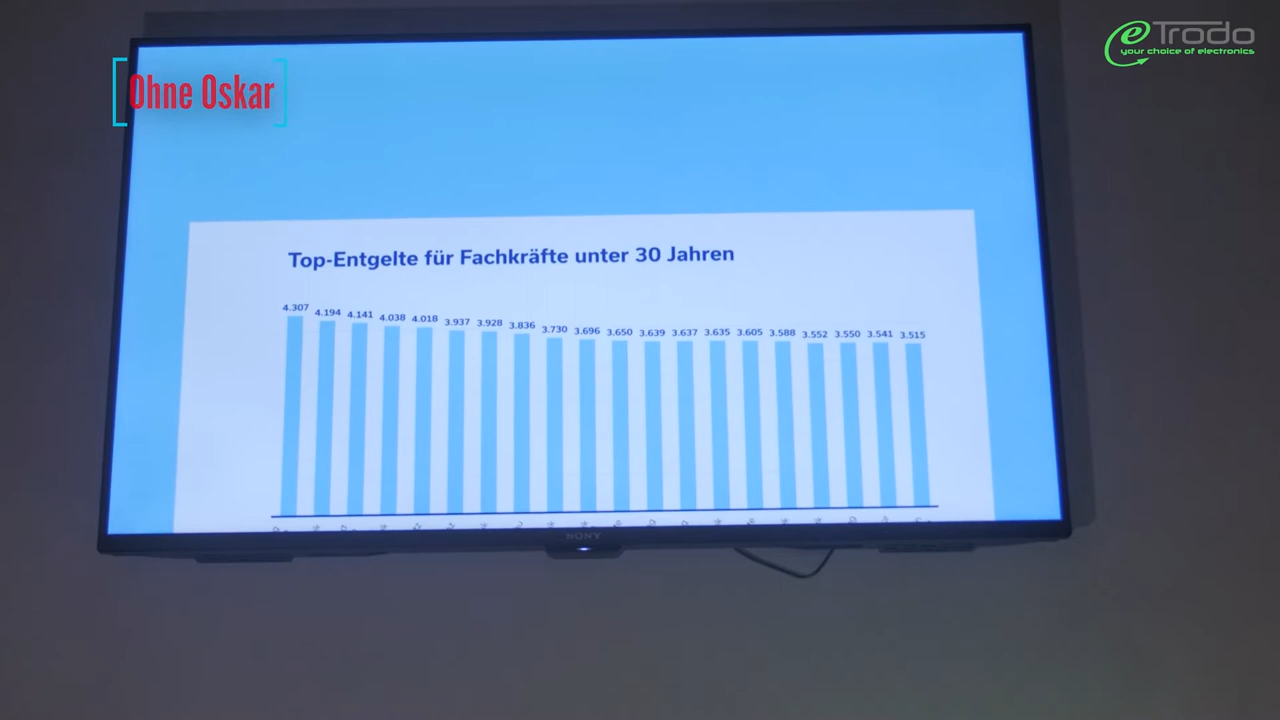 eTrodo
your choice of electronics
Ohne Oskar
Top-Entgelte für Fachkräfte unter 30 Jahren
4.307 4.194 4.141 4.038 4.018 3.937 3.928 3.836 3.730 3.696 3.650 3.639 3.637 3.635 3.605 3.588 3.552 3.550 3.541 3.515
SONY